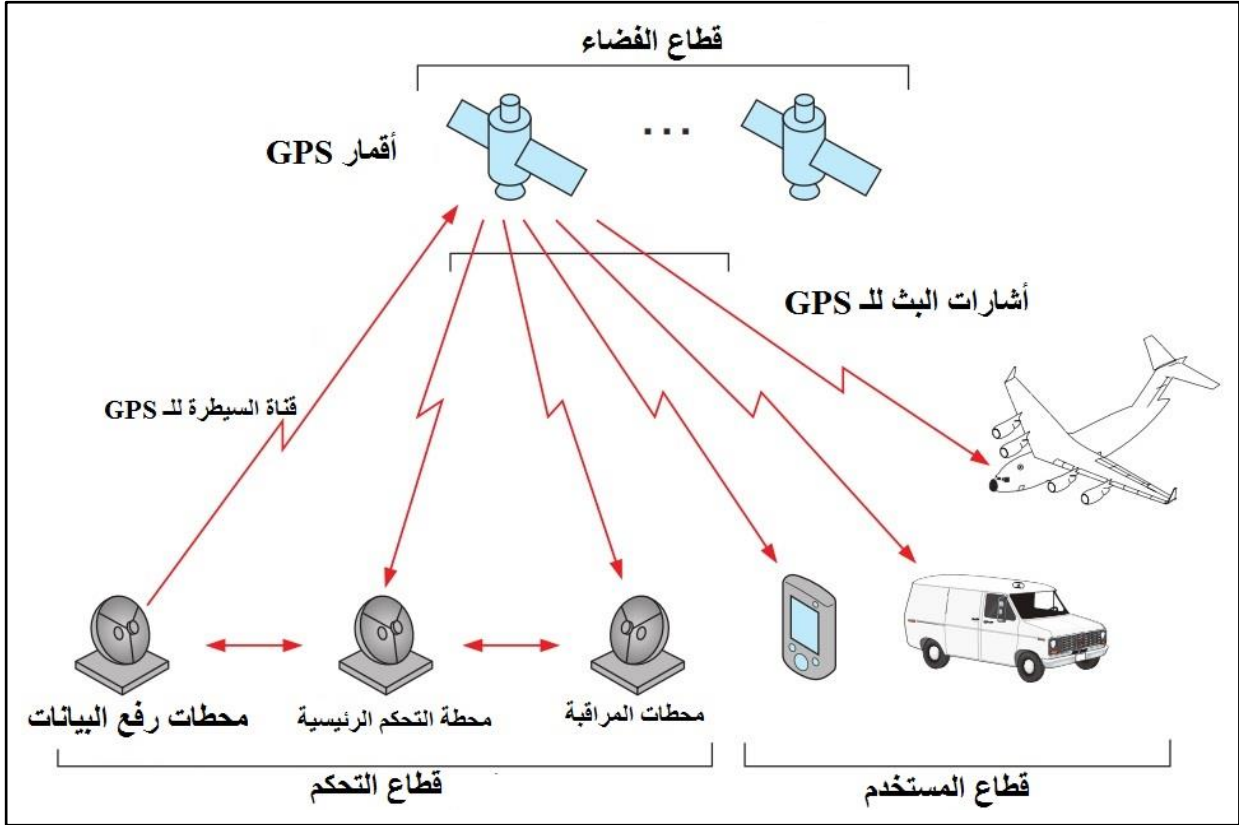 قطاع الفضاء
أقمار GPS
أشارات البث للـ GPS
قناة السيطرة للـ GPS
محطات رفع البيانات
محطة التحكم الرئيسية
محطات المراقبة
قطاع التحكم
قطاع المستخدم